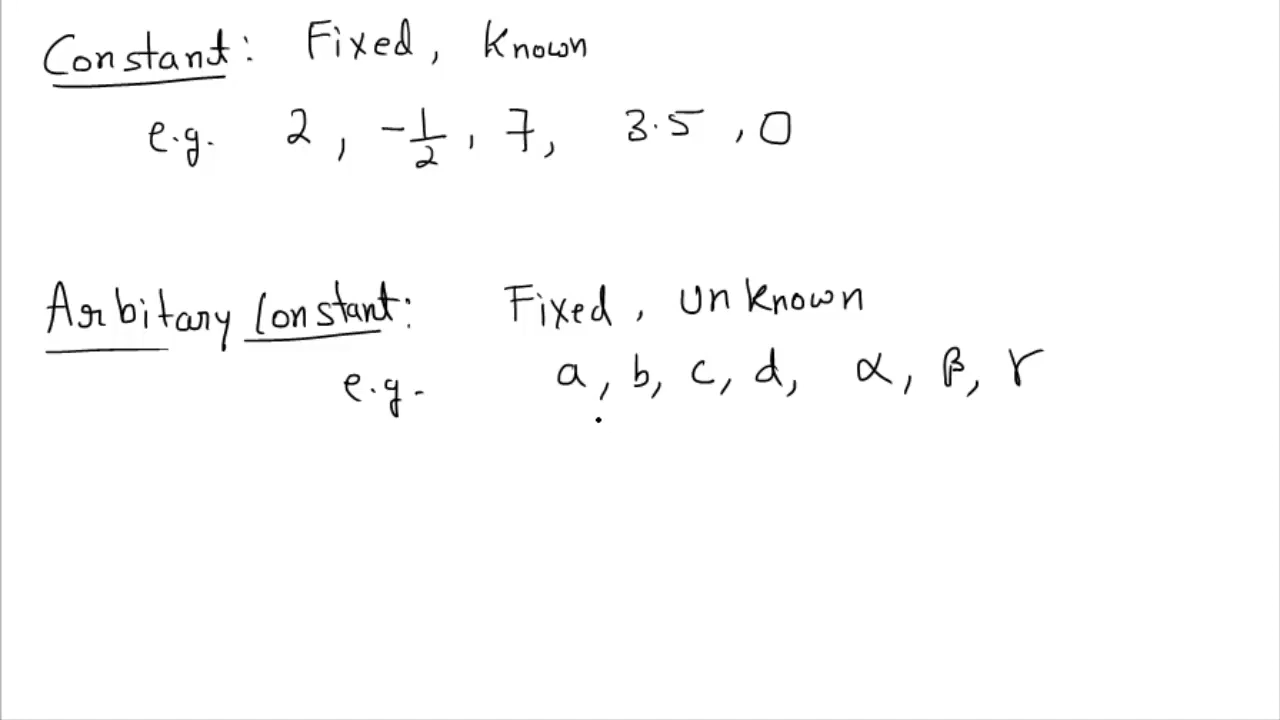 Constant: Fixed, Known
e.g. 2, -1/2, 7, 3.5, 0
Arbitary Constant: Fixed, unknown
e.g. a, b, c, d, α, β, γ